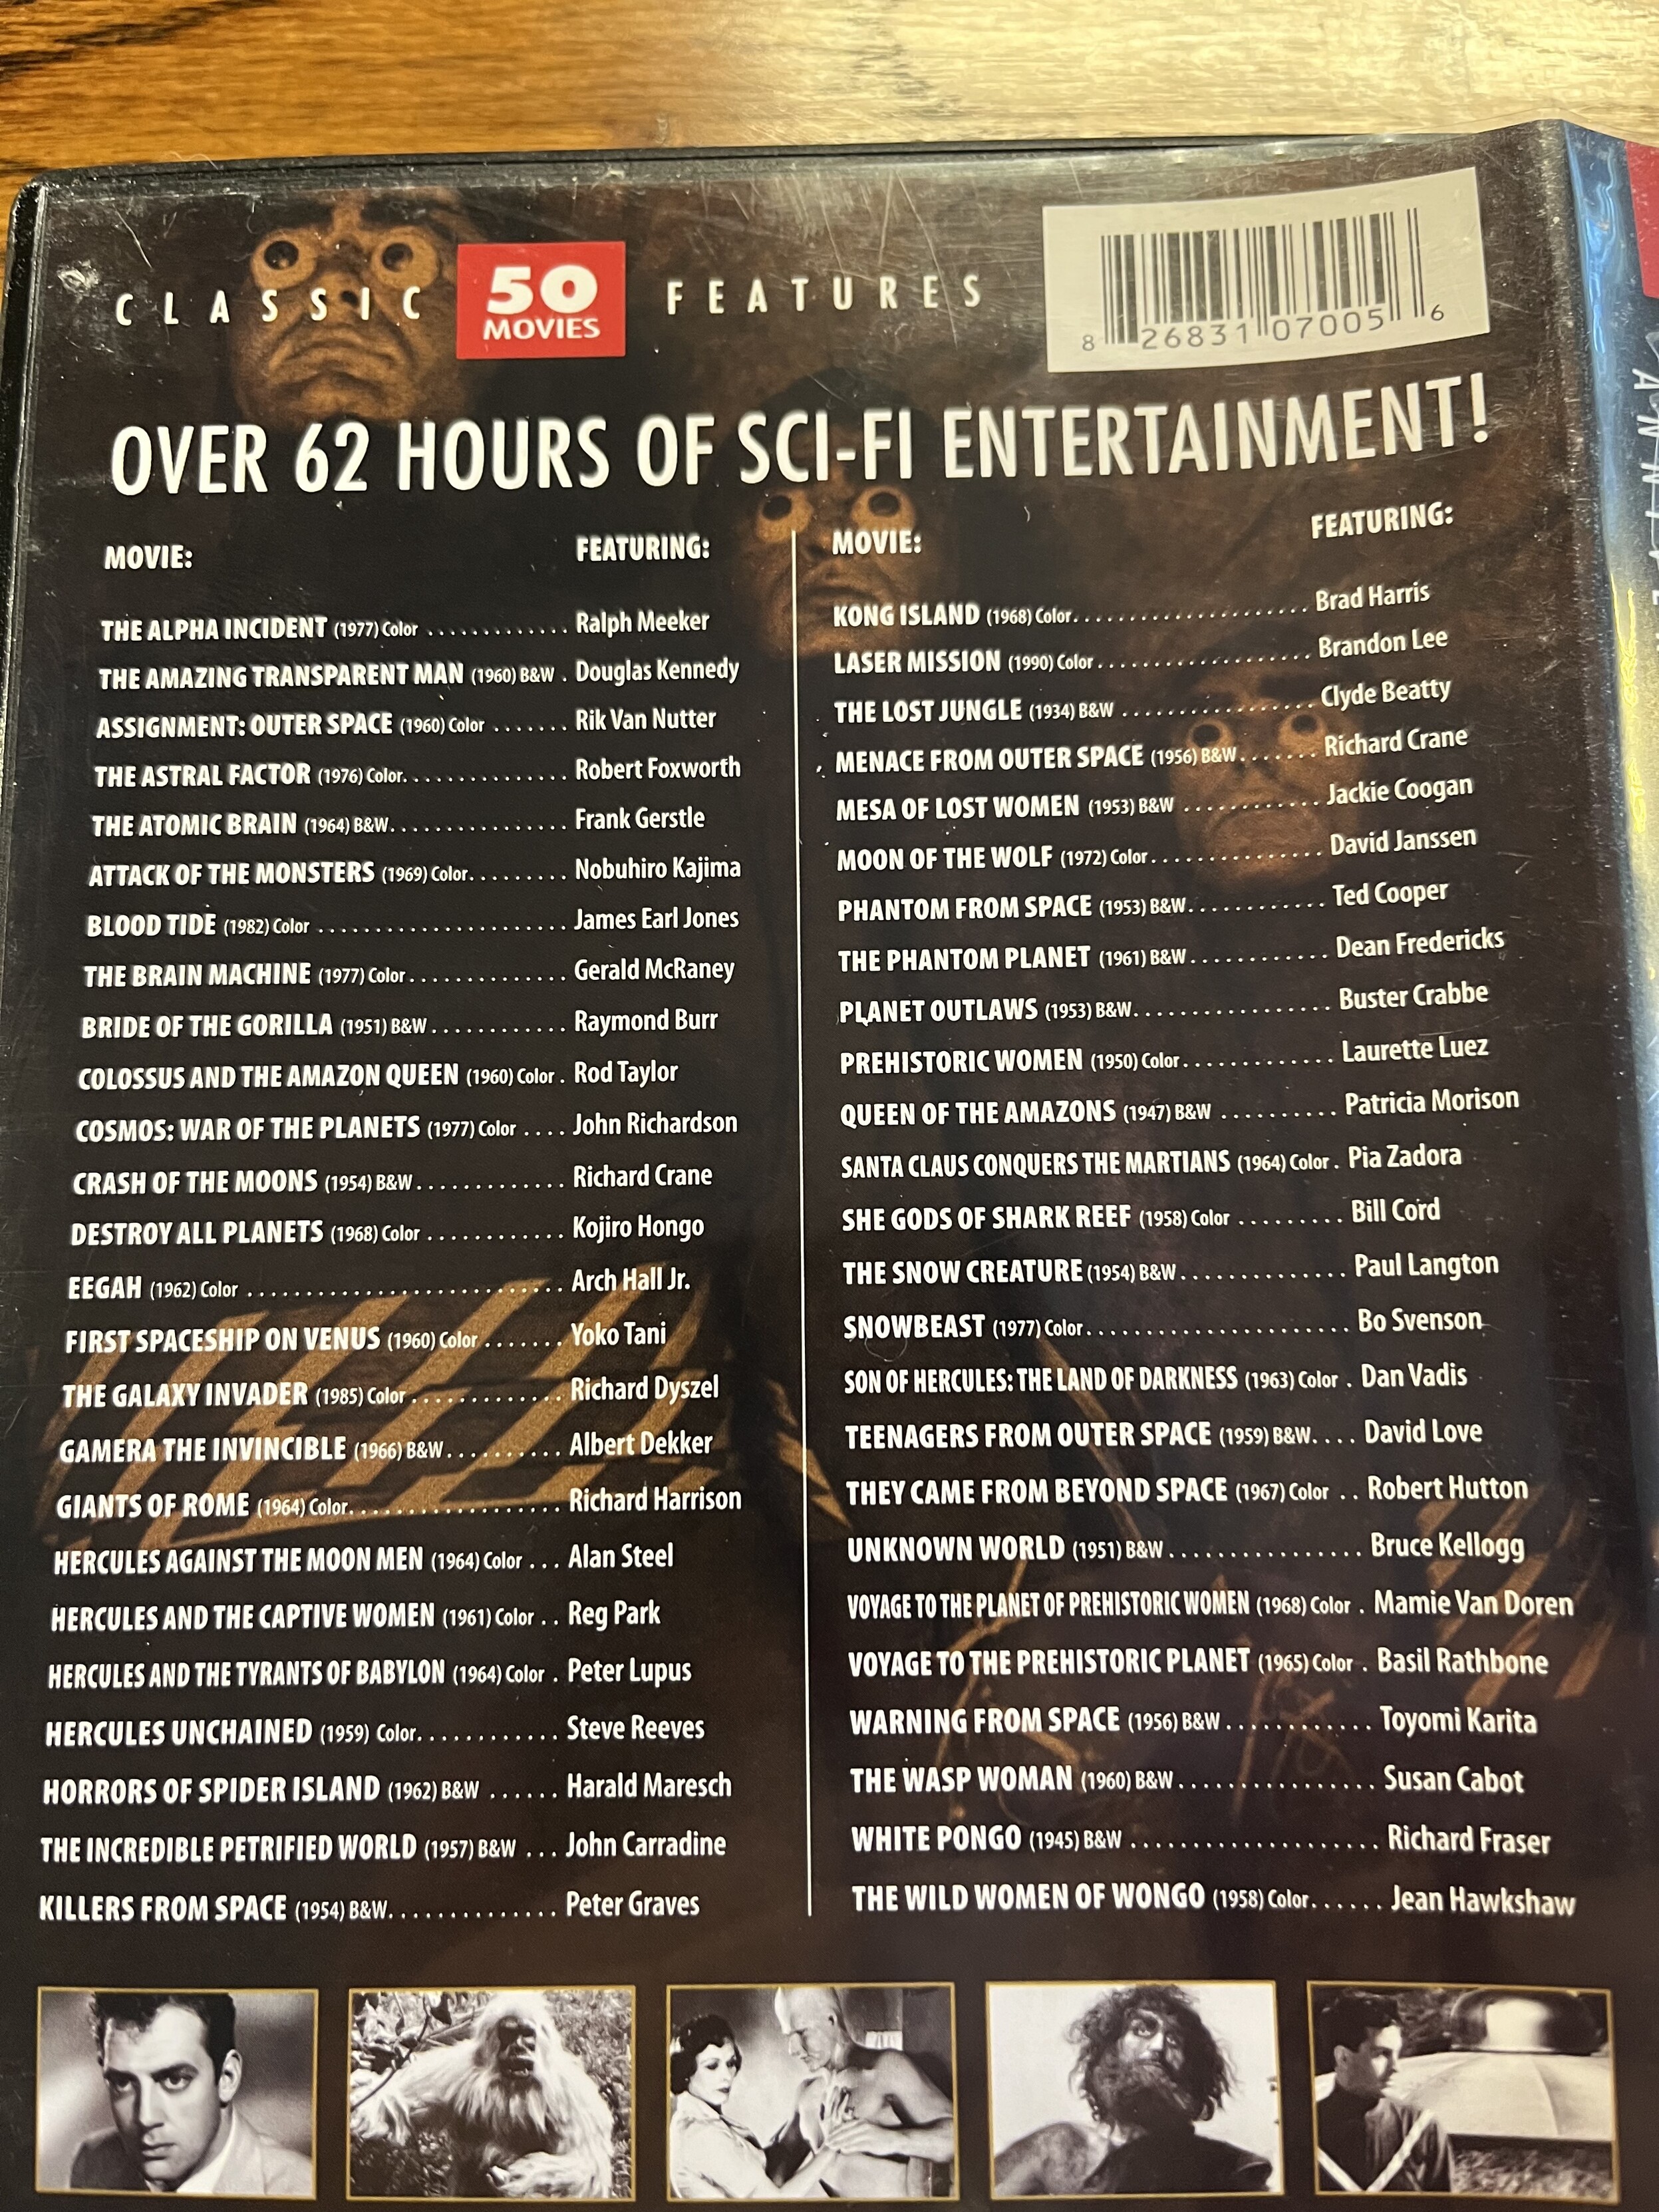 CLASSIC 50 MOVIES FEATURES
8 26831 07005 6
OVER 62 HOURS OF SCI-FI ENTERTAINMENT!
MOVIE: FEATURING:
THE ALPHA INCIDENT (1977) Color . . . . . . . . . . . . . Ralph Meeker
THE AMAZING TRANSPARENT MAN (1960) B&W . Douglas Kennedy
ASSIGNMENT: OUTER SPACE (1960) Color . . . . . . . Rik Van Nutter
THE ASTRAL FACTOR (1976) Color. . . . . . . . . . . . . . . Robert Foxworth
THE ATOMIC BRAIN (1964) B&W. . . . . . . . . . . . . . . . Frank Gerstle
ATTACK OF THE MONSTERS (1969) Color. . . . . . . . . Nobuhiro Kajima
BLOOD TIDE (1982) Color . . . . . . . . . . . . . . . . . . . . . . James Earl Jones
THE BRAIN MACHINE (1977) Color. . . . . . . . . . . . . . Gerald McRaney
BRIDE OF THE GORILLA (1951) B&W . . . . . . . . . . . . Raymond Burr
COLOSSUS AND THE AMAZON QUEEN (1960) Color . Rod Taylor
COSMOS: WAR OF THE PLANETS (1977) Color . . . . John Richardson
CRASH OF THE MOONS (1954) B&W. . . . . . . . . . . . . Richard Crane
DESTROY ALL PLANETS (1968) Color . . . . . . . . . . . . Kojiro Hongo
EEGAH (1962) Color . . . . . . . . . . . . . . . . . . . . . . . . . . . . Arch Hall Jr.
FIRST SPACESHIP ON VENUS (1960) Color . . . . . . . Yoko Tani
THE GALAXY INVADER (1985) Color . . . . . . . . . . . . . Richard Dyszel
GAMERA THE INVINCIBLE (1966) B&W. . . . . . . . . . Albert Dekker
GIANTS OF ROME (1964) Color. . . . . . . . . . . . . . . . . . . Richard Harrison
HERCULES AGAINST THE MOON MEN (1964) Color . . . Alan Steel
HERCULES AND THE CAPTIVE WOMEN (1961) Color . . Reg Park
HERCULES AND THE TYRANTS OF BABYLON (1964) Color . Peter Lupus
HERCULES UNCHAINED (1959) Color. . . . . . . . . . . . Steve Reeves
HORRORS OF SPIDER ISLAND (1962) B&W . . . . . . Harald Maresch
THE INCREDIBLE PETRIFIED WORLD (1957) B&W . . . John Carradine
KILLERS FROM SPACE (1954) B&W. . . . . . . . . . . . . . Peter Graves
MOVIE: FEATURING:
KONG ISLAND (1968) Color. . . . . . . . . . . . . . . . . . . . . Brad Harris
LASER MISSION (1990) Color . . . . . . . . . . . . . . . . . . . Brandon Lee
THE LOST JUNGLE (1934) B&W . . . . . . . . . . . . . . . . . Clyde Beatty
MENACE FROM OUTER SPACE (1956) B&W. . . . . . . Richard Crane
MESA OF LOST WOMEN (1953) B&W . . . . . . . . . . . . Jackie Coogan
MOON OF THE WOLF (1972) Color. . . . . . . . . . . . . . . David Janssen
PHANTOM FROM SPACE (1953) B&W. . . . . . . . . . . . Ted Cooper
THE PHANTOM PLANET (1961) B&W. . . . . . . . . . . . Dean Fredericks
PLANET OUTLAWS (1953) B&W. . . . . . . . . . . . . . . . . Buster Crabbe
PREHISTORIC WOMEN (1950) Color. . . . . . . . . . . . . Laurette Luez
QUEEN OF THE AMAZONS (1947) B&W . . . . . . . . . . Patricia Morison
SANTA CLAUS CONQUERS THE MARTIANS (1964) Color . Pia Zadora
SHE GODS OF SHARK REEF (1958) Color . . . . . . . . . Bill Cord
THE SNOW CREATURE (1954) B&W. . . . . . . . . . . . . . Paul Langton
SNOWBEAST (1977) Color. . . . . . . . . . . . . . . . . . . . . . . Bo Svenson
SON OF HERCULES: THE LAND OF DARKNESS (1963) Color . Dan Vadis
TEENAGERS FROM OUTER SPACE (1959) B&W. . . . David Love
THEY CAME FROM BEYOND SPACE (1967) Color . . Robert Hutton
UNKNOWN WORLD (1951) B&W . . . . . . . . . . . . . . . . . Bruce Kellogg
VOYAGE TO THE PLANET OF PREHISTORIC WOMEN (1968) Color . Mamie Van Doren
VOYAGE TO THE PREHISTORIC PLANET (1965) Color . Basil Rathbone
WARNING FROM SPACE (1956) B&W . . . . . . . . . . . . . Toyomi Karita
THE WASP WOMAN (1960) B&W. . . . . . . . . . . . . . . . . Susan Cabot
WHITE PONGO (1945) B&W . . . . . . . . . . . . . . . . . . . . Richard Fraser
THE WILD WOMEN OF WONGO (1958) Color. . . . . . Jean Hawkshaw